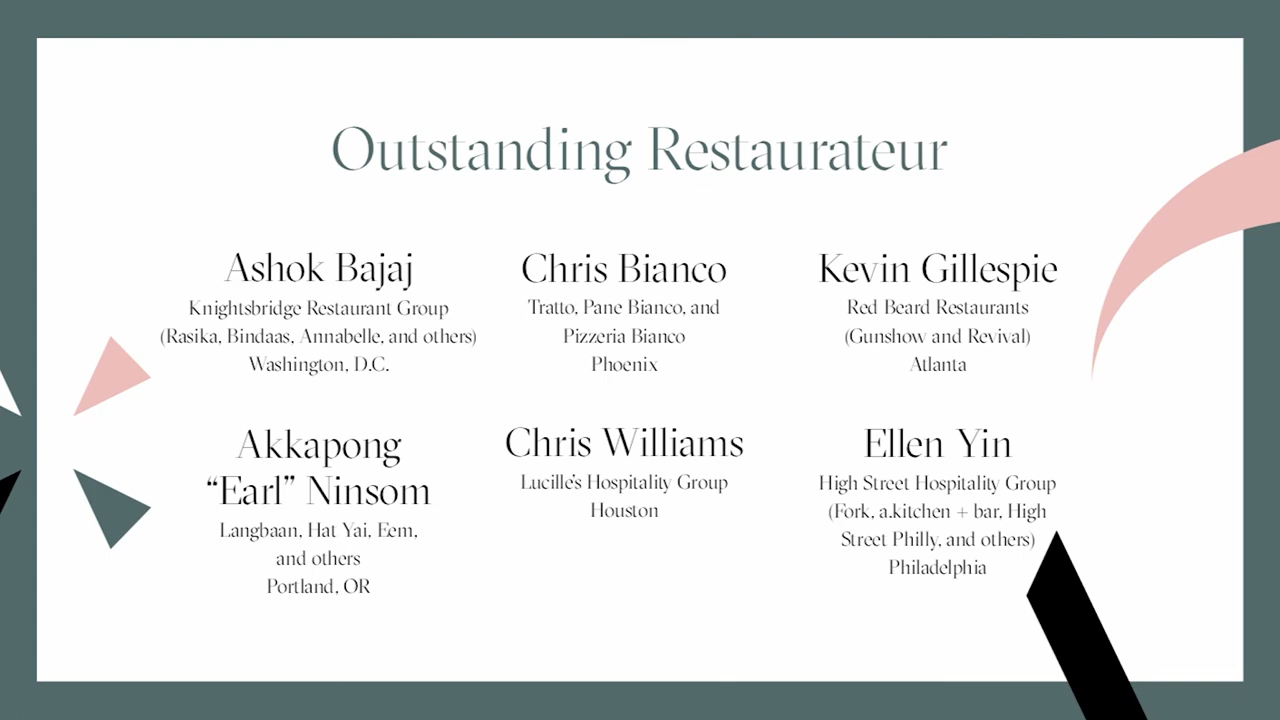 Outstanding Restaurateur
Ashok Bajaj
Knightsbridge Restaurant Group
(Rasika, Bindaas, Annabelle, and others)
Washington, D.C.
Chris Bianco
Tratto, Pane Bianco, and
Pizzeria Bianco
Phoenix
Kevin Gillespie
Red Beard Restaurants
(Gunshow and Revival)
Atlanta
Akkapong
“Earl” Ninsom
Langbaan, Hat Yai, Eem,
and others
Portland, OR
Chris Williams
Lucille's Hospitality Group
Houston
Ellen Yin
High Street Hospitality Group
(Fork, a.kitchen + bar, High
Street Philly, and others)
Philadelphia